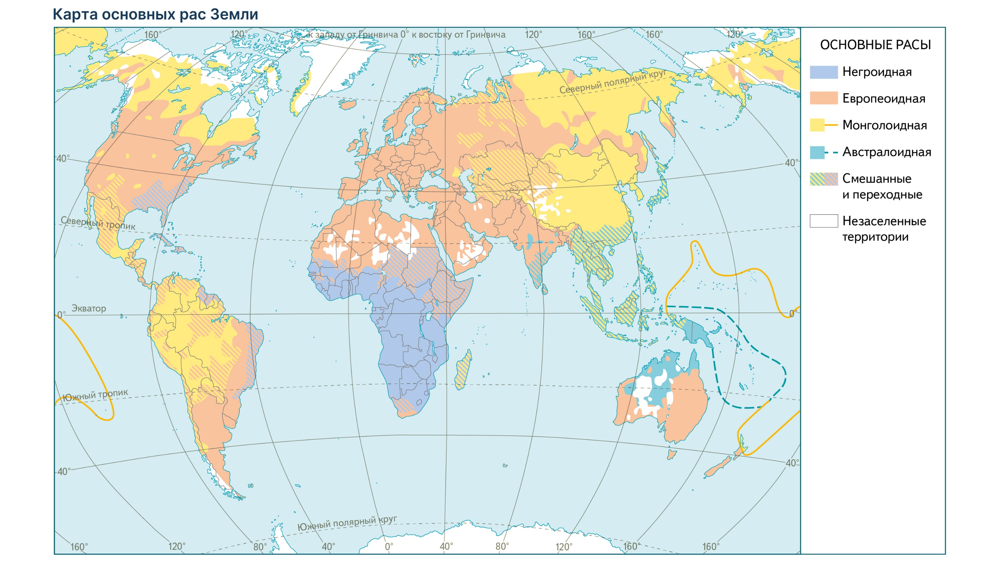 Карта основных рас Земли
160°
120°
к западу от Гринвича 0° к востоку от Гринвича
120°
160°
160°
120°
Северный полярный круг
40°
40°
Северный тропик
Экватор
0°
0°
Южный тропик
40°
40°
Южный полярный круг
160°
120°
80°
40°
0°
40°
80°
120°
160°
160°
ОСНОВНЫЕ РАСЫ
Негроидная
Европеоидная
Монголоидная
Австралоидная
Смешанные
и переходные
Незаселенные
территории